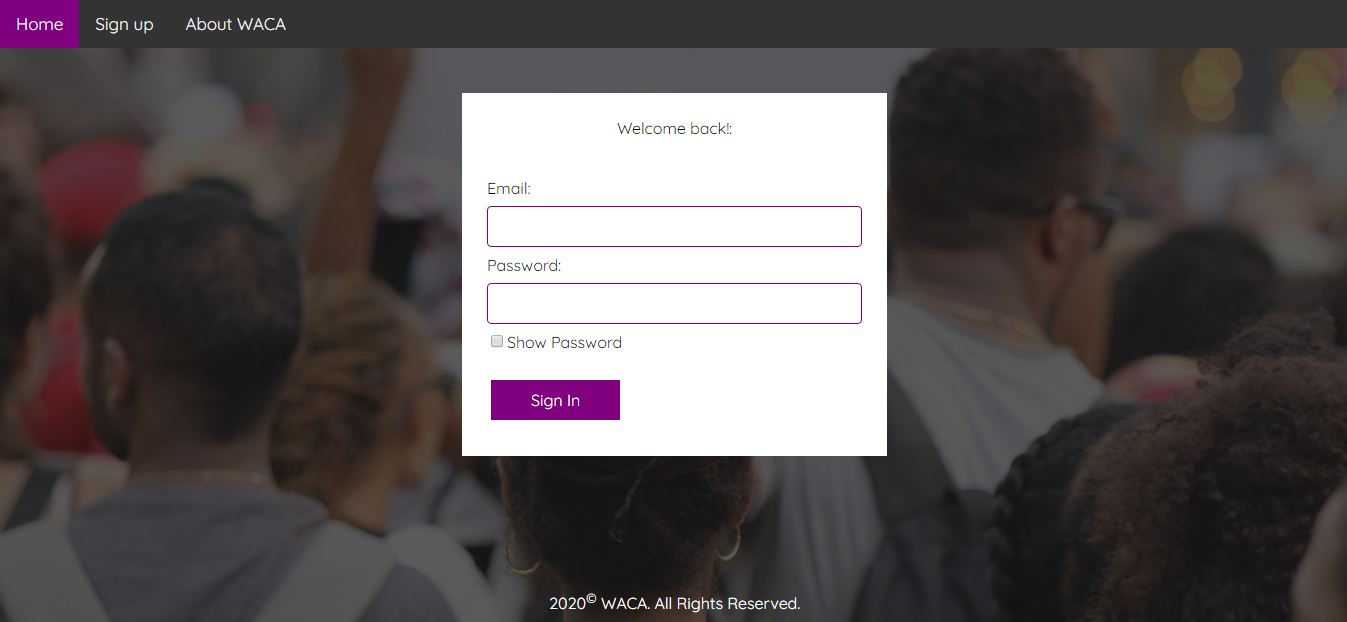 Home Sign up About WACA
Welcome back!:
Email:
Password:
Show Password
Sign In
2020© WACA. All Rights Reserved.